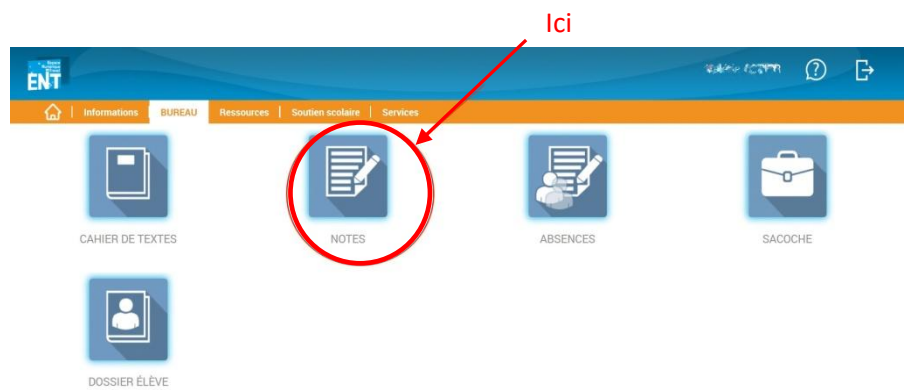 Ici
ENT
Informations BUREAU Ressources Soutien scolaire Services
CAHIER DE TEXTES NOTES ABSENCES SACOCHE
DOSSIER ÉLÈVE